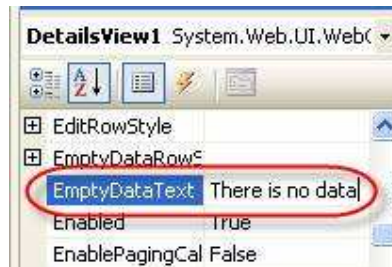 DetailsView1 System.Web.UI.WebC
EditRowStyle
EmptyDataRowS
EmptyDataText There is no data
Enabled True
EnablePagingCal False